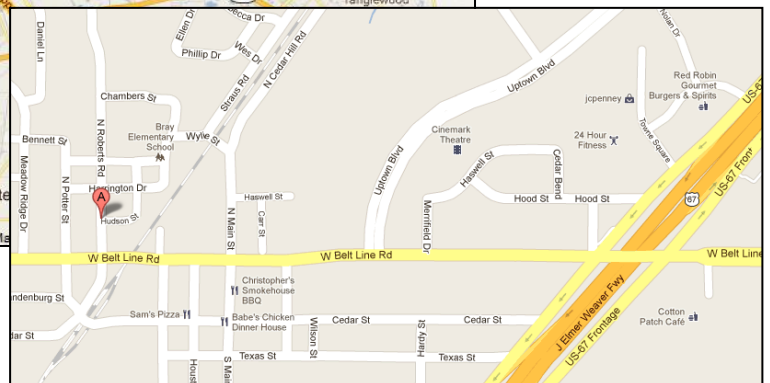 Tanglewood
Daniel Ln
Ellen Dr
Becca Dr
Phillip Dr
Wes Dr
N Cedar Hill Rd
Straus Rd
Uptown Blvd
Nolan Dr
US-67
Chambers St
N Roberts Rd
jcpenney
Red Robin
Gourmet
Burgers & Spirits
Bray
Elementary
School
Wylie St
Cinemark
Theatre
24 Hour
Fitness
Towne Square
Bennett St
Meadow Ridge Dr
N Potter St
Harrington Dr
Uptown Blvd
Haswell St
Cedar Bend
US-67 Front
A
Hudson St
Haswell St
Carr St
N Main St
Merrifield Dr
Hood St
Hood St
67
W Belt Line Rd
W Belt Line Rd
W Belt Line
Christopher's
Smokehouse
BBQ
ndenburg St
Sam's Pizza
Babe's Chicken
Dinner House
Wilson St
Cedar St
Cedar St
Hardy St
J Elmer Weaver Fwy
US-67 Frontage
Cotton
Patch Café
dar St
Texas St
Texas St
Houst
S Main